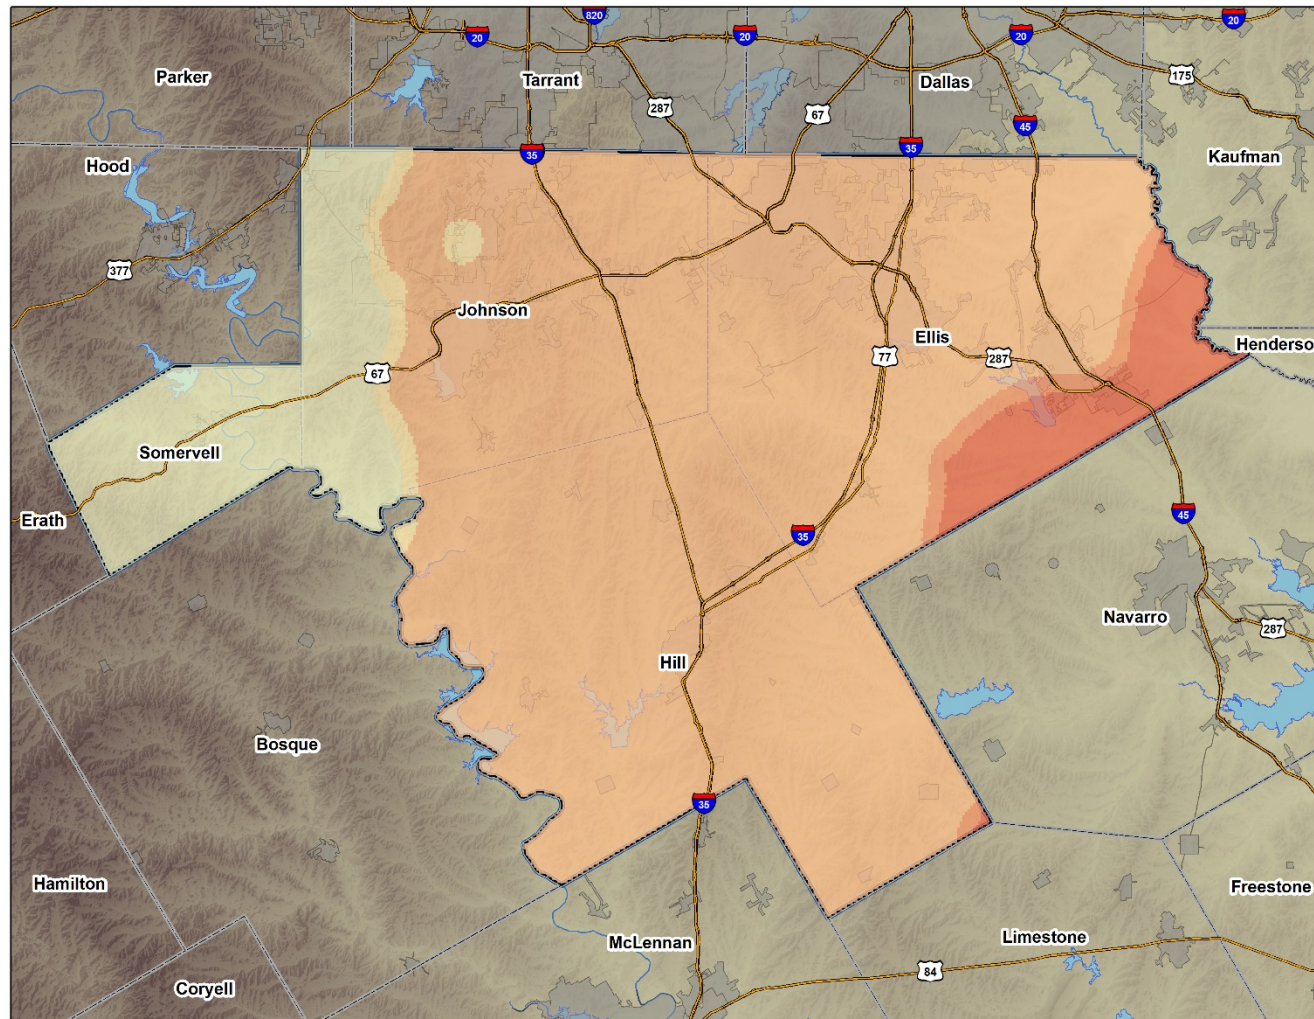 820
20
20
20
20
Parker
Tarrant
Dallas
175
287
67
45
35
35
Hood
Kaufman
377
Johnson
Ellis
Henderso
77
287
67
Somervell
Erath
45
35
Navarro
287
Hill
Bosque
35
Hamilton
Freestone
McLennan
Limestone
84
Coryell